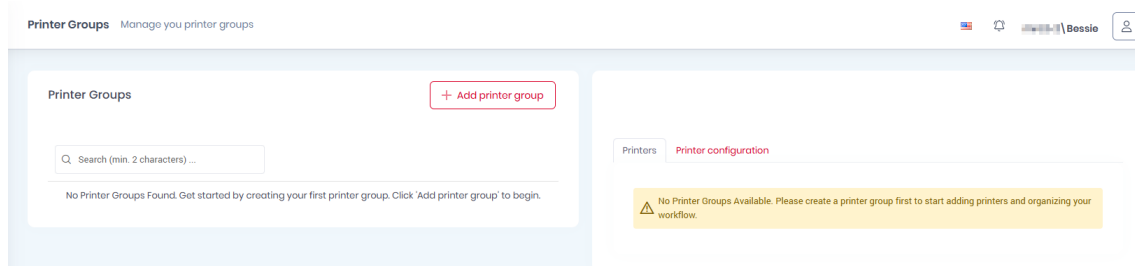 Printer Groups Manage you printer groups
\Bessie
Printer Groups
+ Add printer group
Search (min. 2 characters) ...
No Printer Groups Found. Get started by creating your first printer group. Click 'Add printer group' to begin.
Printers Printer configuration
No Printer Groups Available. Please create a printer group first to start adding printers and organizing your
workflow.